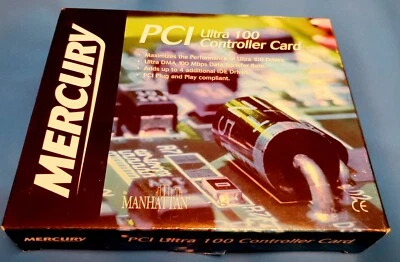 MERCURY
PCI Ultra 100
Controller Card
• Maximizes the Performance of Ultra 100 Drives.
• Ultra DMA 100 Mbps Data Transfer Rate.
• Adds up to 4 additional IDE Drives.
• PCI Plug and Play compliant.
MANHATTAN
CE
MERCURY
PCI Ultra 100 Controller Card